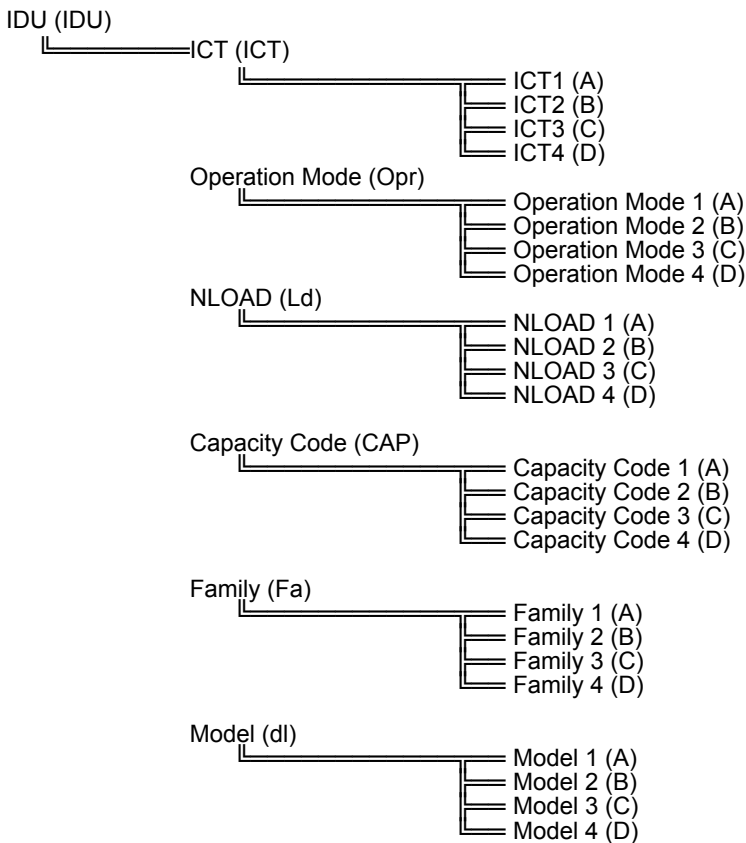 IDU (IDU)
ICT (ICT)
ICT1 (A)
ICT2 (B)
ICT3 (C)
ICT4 (D)
Operation Mode (Opr)
Operation Mode 1 (A)
Operation Mode 2 (B)
Operation Mode 3 (C)
Operation Mode 4 (D)
NLOAD (Ld)
NLOAD 1 (A)
NLOAD 2 (B)
NLOAD 3 (C)
NLOAD 4 (D)
Capacity Code (CAP)
Capacity Code 1 (A)
Capacity Code 2 (B)
Capacity Code 3 (C)
Capacity Code 4 (D)
Family (Fa)
Family 1 (A)
Family 2 (B)
Family 3 (C)
Family 4 (D)
Model (dl)
Model 1 (A)
Model 2 (B)
Model 3 (C)
Model 4 (D)